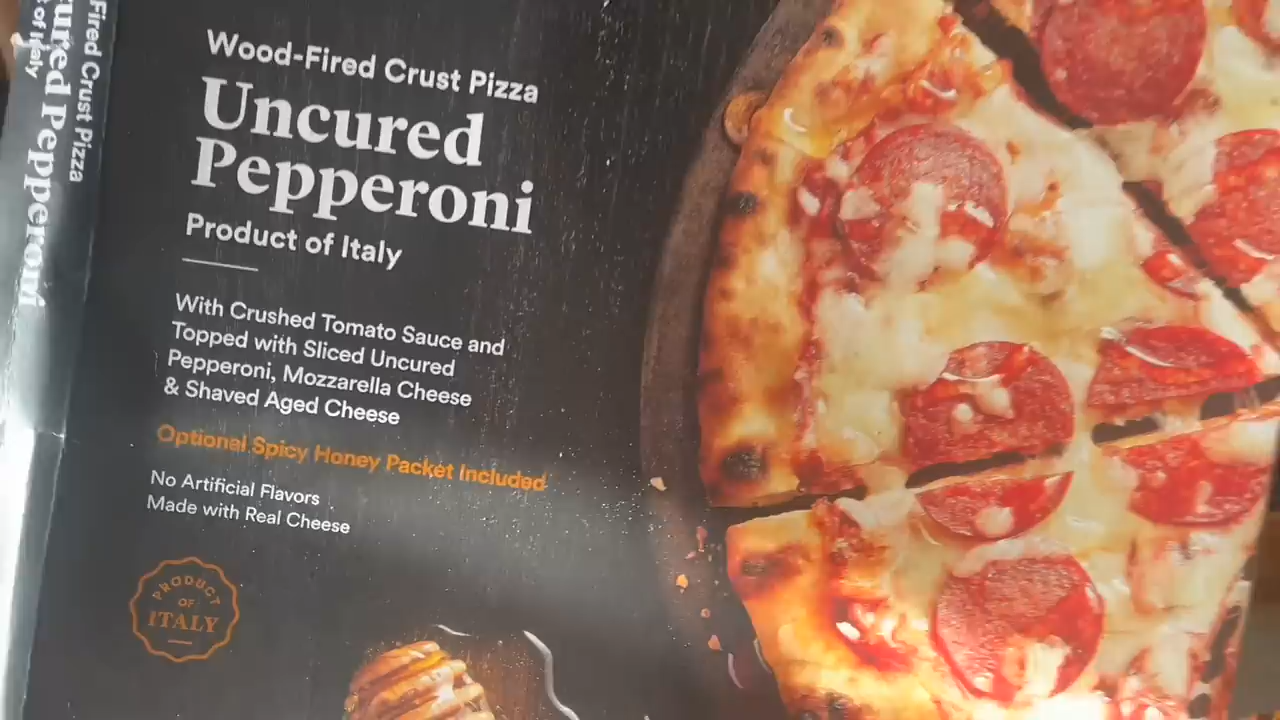 Wood-Fired Crust Pizza
Uncured
Pepperoni
Product of Italy
With Crushed Tomato Sauce and
Topped with Sliced Uncured
Pepperoni, Mozzarella Cheese
& Shaved Aged Cheese
Optional Spicy Honey Packet Included
No Artificial Flavors
Made with Real Cheese
PRODUCT
OF
ITALY
Fired Crust Pizza
ured Pepperoni
t of Italy